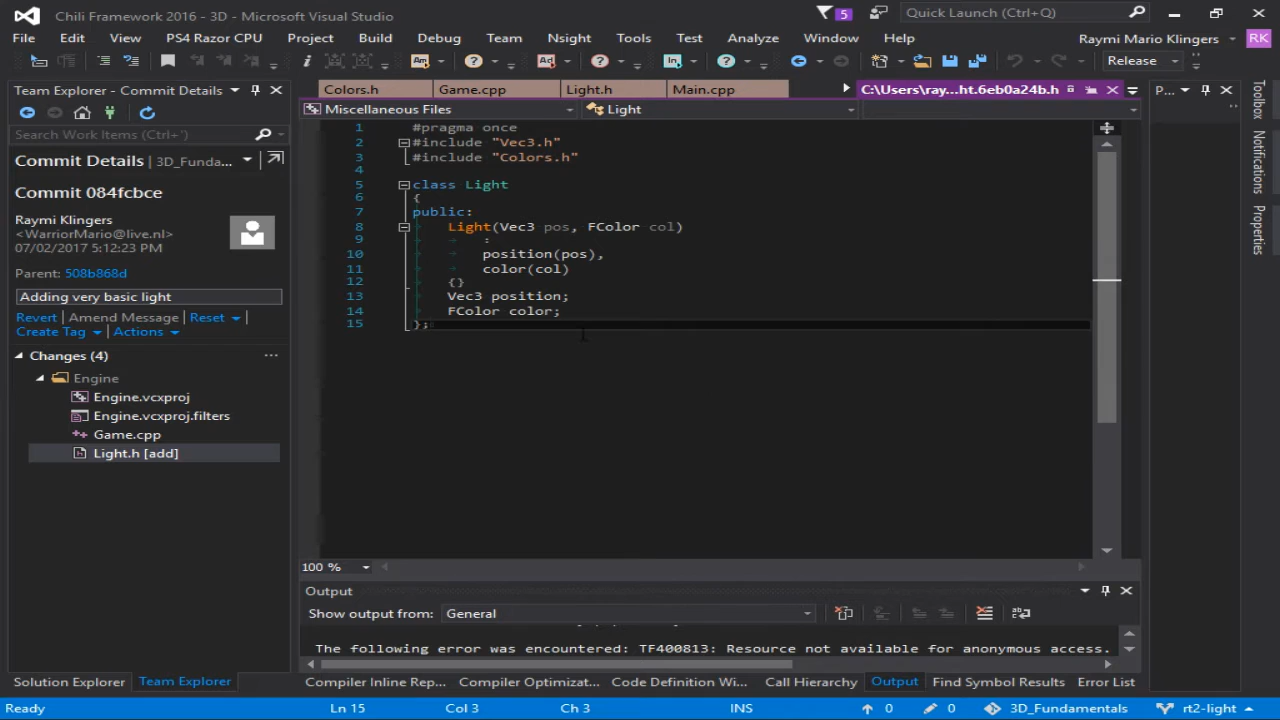 Chili Framework 2016 - 3D - Microsoft Visual Studio
5
Quick Launch (Ctrl+Q)
File Edit View PS4 Razor CPU Project Build Debug Team Nsight Tools Test Analyze Window Help
Raymi Mario Klingers RK
Am Ad In Release
Team Explorer - Commit Details
Colors.h Game.cpp Light.h Main.cpp C:\Users\ray...ht.6eb0a24b.h P...
Miscellaneous Files Light
Search Work Items (Ctrl+')
Commit Details | 3D_Funda...
Commit 084fcbce
Raymi Klingers
<WarriorMario@live.nl>
07/02/2017 5:12:23 PM
Parent: 508b868d
Adding very basic light
Revert Amend Message Reset
Create Tag Actions
Changes (4)
Engine
Engine.vcxproj
Engine.vcxproj.filters
Game.cpp
Light.h [add]
1 #pragma once
2 #include "Vec3.h"
3 #include "Colors.h"
4
5 class Light
6 {
7 public:
8 Light(Vec3 pos, FColor col)
9 :
10 position(pos),
11 color(col)
12 {}
13 Vec3 position;
14 FColor color;
15 };
100 %
Output
Show output from: General
The following error was encountered: TF400813: Resource not available for anonymous access.
Solution Explorer Team Explorer
Compiler Inline Rep... Compiler Optimizat... Code Definition Wi... Call Hierarchy Output Find Symbol Results Error List
Toolbox
Notifications
Properties
Ready Ln 15 Col 3 Ch 3 INS 0 0 3D_Fundamentals rt2-light